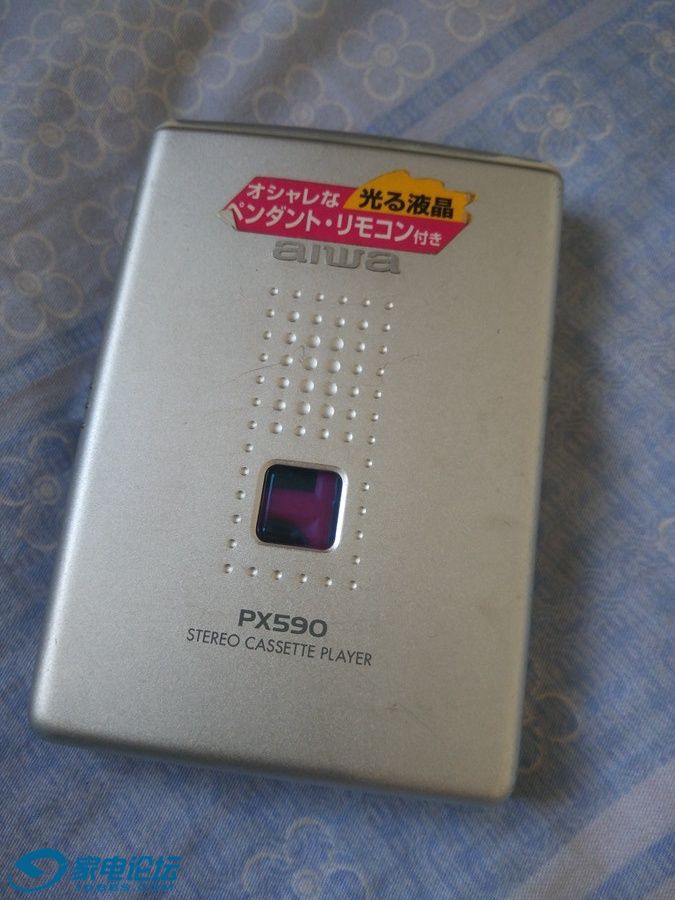 オシャレな
光る液晶
ペンダント・リモコン付き
aiwa
PX590
STEREO CASSETTE PLAYER
家电论坛